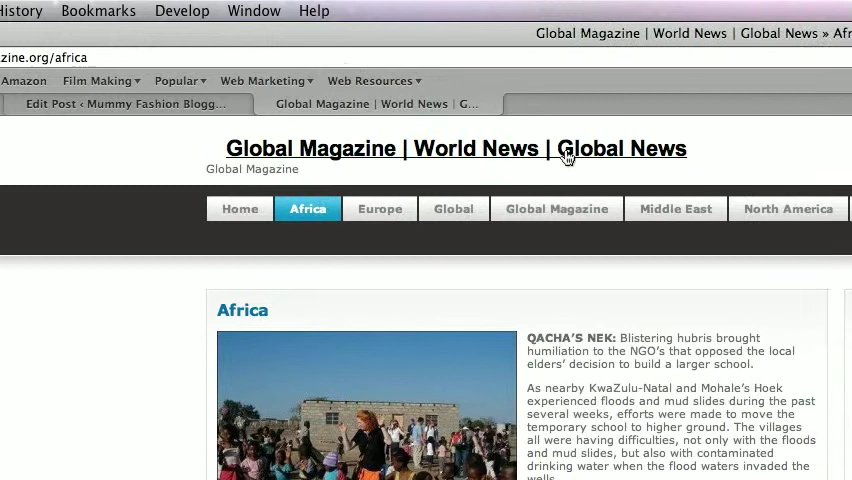 History Bookmarks Develop Window Help
Global Magazine | World News | Global News » Afr
zine.org/africa
Amazon Film Making Popular Web Marketing Web Resources
Edit Post ‹ Mummy Fashion Blogg... Global Magazine | World News | G...
Global Magazine | World News | Global News
Global Magazine
Home Africa Europe Global Global Magazine Middle East North America
Africa
QACHA'S NEK: Blistering hubris brought
humiliation to the NGO's that opposed the local
elders' decision to build a larger school.
As nearby KwaZulu-Natal and Mohale's Hoek
experienced floods and mud slides during the past
several weeks, efforts were made to move the
temporary school to higher ground. The villages
all were having difficulties, not only with the floods
and mud slides, but also with contaminated
drinking water when the flood waters invaded the
wells.